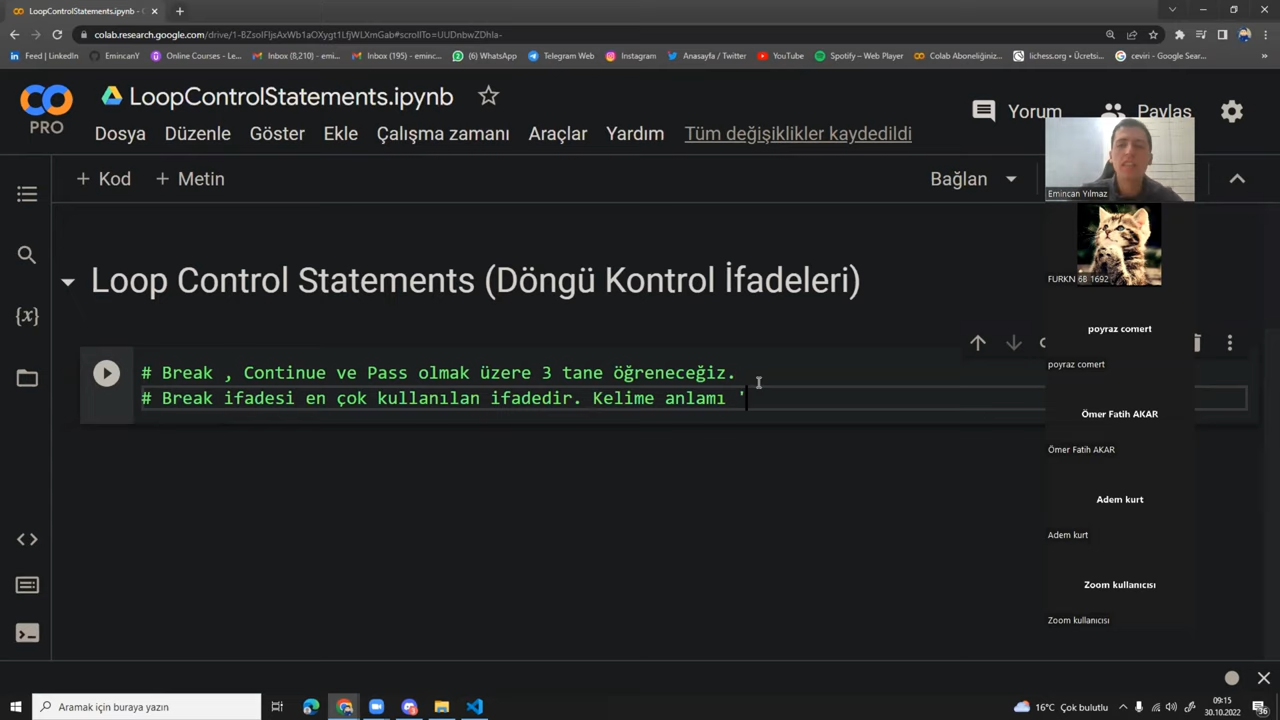 LoopControlStatements.ipynb - C
colab.research.google.com/drive/1-BZsolFIjsAxWb1aOXygt1LfjWLXmGab#scrollTo=UUDnbwZDhIa-
Feed | LinkedIn
EmincanY
Online Courses - Le...
Inbox (8,210) - emi...
Inbox (195) - eminc...
(6) WhatsApp
Telegram Web
Instagram
Anasayfa / Twitter
YouTube
Spotify – Web Player
Colab Aboneliğiniz...
lichess.org • Ücretsi...
ceviri - Google Sear...
CO
PRO
LoopControlStatements.ipynb
Yorum
Paylaş
Dosya Düzenle Göster Ekle Çalışma zamanı Araçlar Yardım Tüm değişiklikler kaydedildi
+ Kod + Metin
Bağlan
Emincan Yılmaz
FURKN 6B 1692
poyraz comert
poyraz comert
Ömer Fatih AKAR
Ömer Fatih AKAR
Adem kurt
Adem kurt
Zoom kullanıcısı
Zoom kullanıcısı
{x}
Loop Control Statements (Döngü Kontrol İfadeleri)
# Break , Continue ve Pass olmak üzere 3 tane öğreneceğiz.
# Break ifadesi en çok kullanılan ifadedir. Kelime anlamı '
Aramak için buraya yazın
16°C Çok bulutlu
09:15
30.10.2022
36